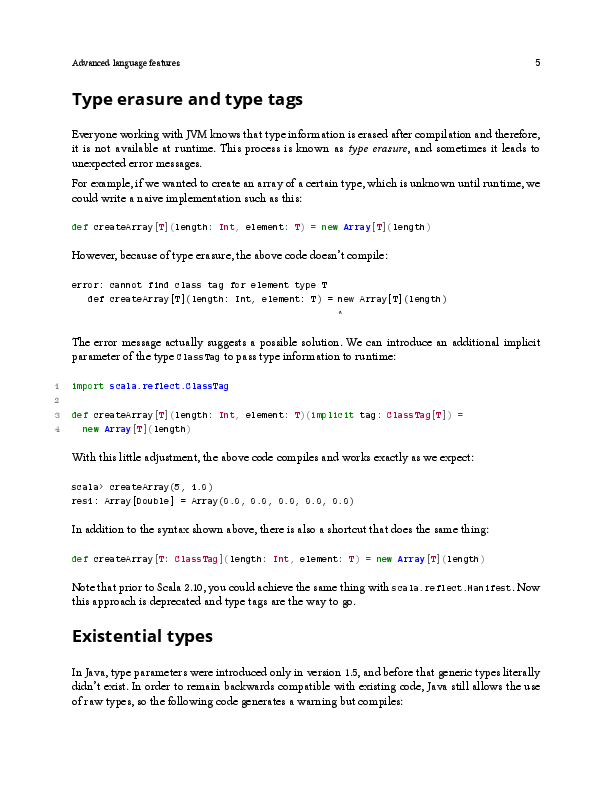 Advanced language features 5
Type erasure and type tags
Everyone working with JVM knows that type information is erased after compilation and therefore,
it is not available at runtime. This process is known as type erasure, and sometimes it leads to
unexpected error messages.
For example, if we wanted to create an array of a certain type, which is unknown until runtime, we
could write a naive implementation such as this:
def createArray[T](length: Int, element: T) = new Array[T](length)
However, because of type erasure, the above code doesn't compile:
error: cannot find class tag for element type T
def createArray[T](length: Int, element: T) = new Array[T](length)
^
The error message actually suggests a possible solution. We can introduce an additional implicit
parameter of the type ClassTag to pass type information to runtime:
1 import scala.reflect.ClassTag
2
3 def createArray[T](length: Int, element: T)(implicit tag: ClassTag[T]) =
4 new Array[T](length)
With this little adjustment, the above code compiles and works exactly as we expect:
scala> createArray(5, 1.0)
res1: Array[Double] = Array(0.0, 0.0, 0.0, 0.0, 0.0)
In addition to the syntax shown above, there is also a shortcut that does the same thing:
def createArray[T: ClassTag](length: Int, element: T) = new Array[T](length)
Note that prior to Scala 2.10, you could achieve the same thing with scala.reflect.Manifest. Now
this approach is deprecated and type tags are the way to go.
Existential types
In Java, type parameters were introduced only in version 1.5, and before that generic types literally
didn't exist. In order to remain backwards compatible with existing code, Java still allows the use
of raw types, so the following code generates a warning but compiles: